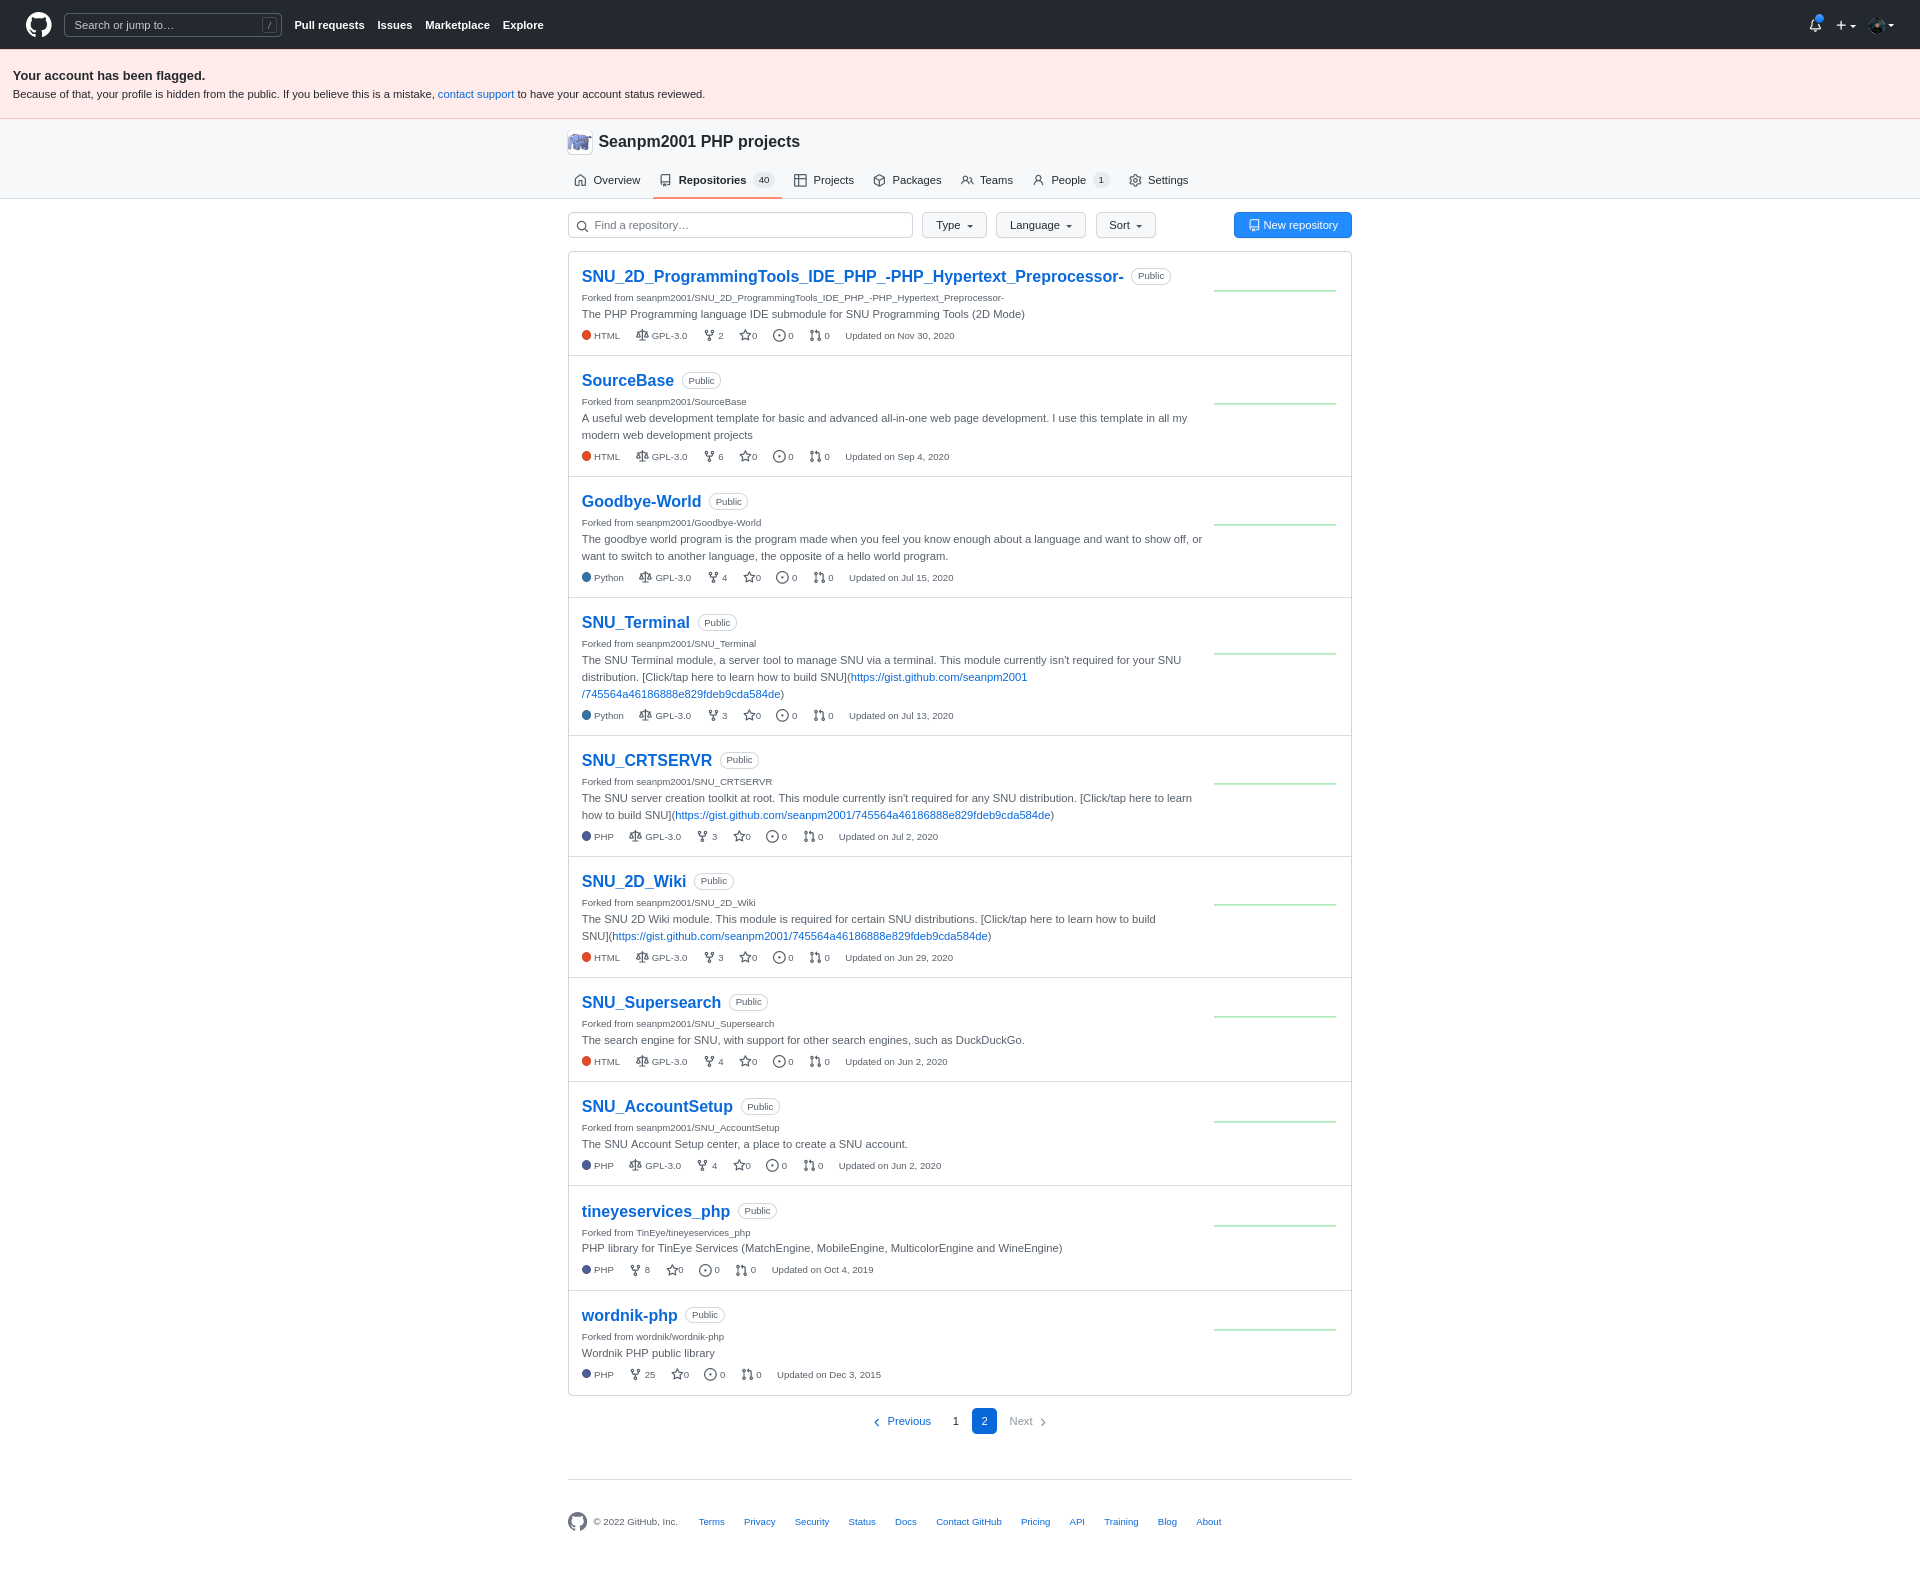 Search or jump to… /
Pull requests Issues Marketplace Explore
Your account has been flagged.
Because of that, your profile is hidden from the public. If you believe this is a mistake, contact support to have your account status reviewed.
Seanpm2001 PHP projects
Overview Repositories 40 Projects Packages Teams People 1 Settings
Find a repository… Type Language Sort New repository
SNU_2D_ProgrammingTools_IDE_PHP_-PHP_Hypertext_Preprocessor- Public
Forked from seanpm2001/SNU_2D_ProgrammingTools_IDE_PHP_-PHP_Hypertext_Preprocessor-
The PHP Programming language IDE submodule for SNU Programming Tools (2D Mode)
HTML GPL-3.0 2 0 0 0 Updated on Nov 30, 2020
SourceBase Public
Forked from seanpm2001/SourceBase
A useful web development template for basic and advanced all-in-one web page development. I use this template in all my
modern web development projects
HTML GPL-3.0 6 0 0 0 Updated on Sep 4, 2020
Goodbye-World Public
Forked from seanpm2001/Goodbye-World
The goodbye world program is the program made when you feel you know enough about a language and want to show off, or
want to switch to another language, the opposite of a hello world program.
Python GPL-3.0 4 0 0 0 Updated on Jul 15, 2020
SNU_Terminal Public
Forked from seanpm2001/SNU_Terminal
The SNU Terminal module, a server tool to manage SNU via a terminal. This module currently isn't required for your SNU
distribution. [Click/tap here to learn how to build SNU](https://gist.github.com/seanpm2001
/745564a46186888e829fdeb9cda584de)
Python GPL-3.0 3 0 0 0 Updated on Jul 13, 2020
SNU_CRTSERVR Public
Forked from seanpm2001/SNU_CRTSERVR
The SNU server creation toolkit at root. This module currently isn't required for any SNU distribution. [Click/tap here to learn
how to build SNU](https://gist.github.com/seanpm2001/745564a46186888e829fdeb9cda584de)
PHP GPL-3.0 3 0 0 0 Updated on Jul 2, 2020
SNU_2D_Wiki Public
Forked from seanpm2001/SNU_2D_Wiki
The SNU 2D Wiki module. This module is required for certain SNU distributions. [Click/tap here to learn how to build
SNU](https://gist.github.com/seanpm2001/745564a46186888e829fdeb9cda584de)
HTML GPL-3.0 3 0 0 0 Updated on Jun 29, 2020
SNU_Supersearch Public
Forked from seanpm2001/SNU_Supersearch
The search engine for SNU, with support for other search engines, such as DuckDuckGo.
HTML GPL-3.0 4 0 0 0 Updated on Jun 2, 2020
SNU_AccountSetup Public
Forked from seanpm2001/SNU_AccountSetup
The SNU Account Setup center, a place to create a SNU account.
PHP GPL-3.0 4 0 0 0 Updated on Jun 2, 2020
tineyeservices_php Public
Forked from TinEye/tineyeservices_php
PHP library for TinEye Services (MatchEngine, MobileEngine, MulticolorEngine and WineEngine)
PHP 8 0 0 0 Updated on Oct 4, 2019
wordnik-php Public
Forked from wordnik/wordnik-php
Wordnik PHP public library
PHP 25 0 0 0 Updated on Dec 3, 2015
Previous 1 2 Next
© 2022 GitHub, Inc. Terms Privacy Security Status Docs Contact GitHub Pricing API Training Blog About